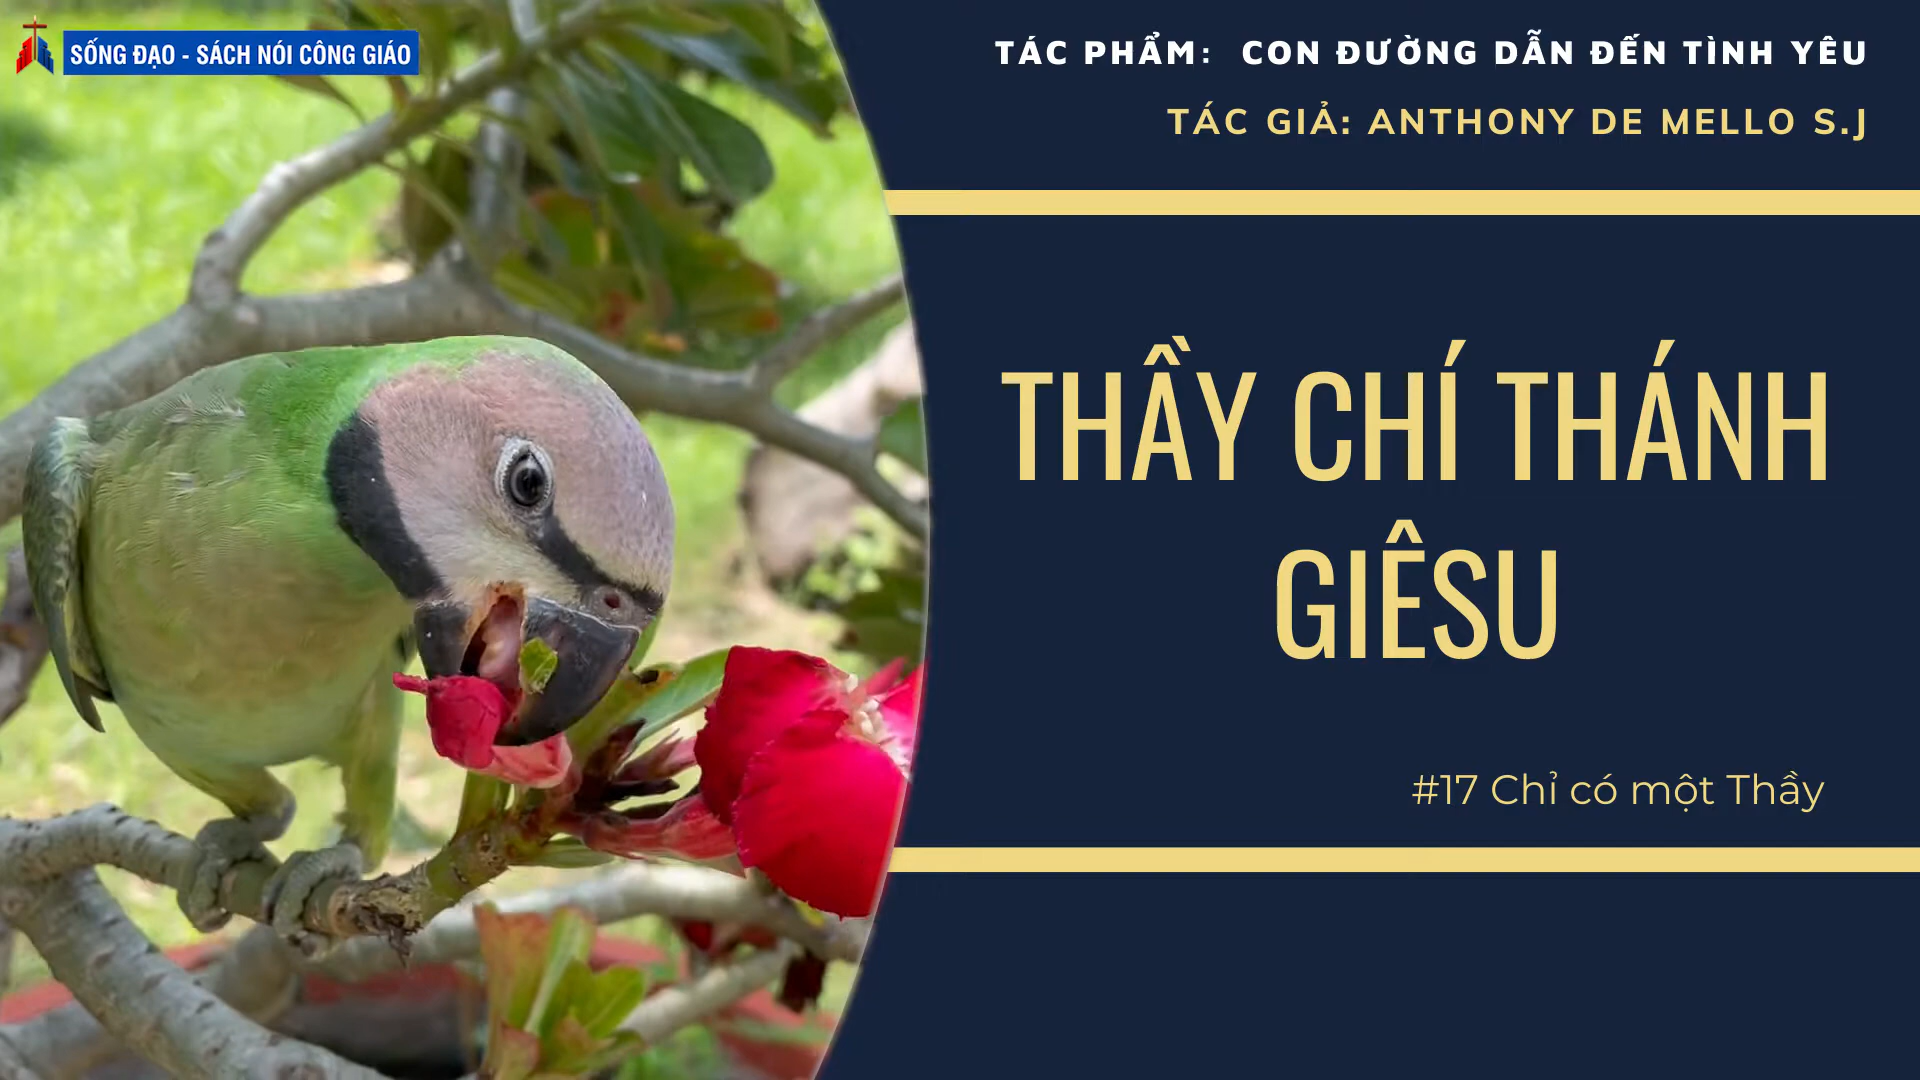 SỐNG ĐẠO - SÁCH NÓI CÔNG GIÁO
TÁC PHẨM: CON ĐƯỜNG DẪN ĐẾN TÌNH YÊU
TÁC GIẢ: ANTHONY DE MELLO S.J
THẦY CHÍ THÁNH
GIÊSU
#17 Chỉ có một Thầy